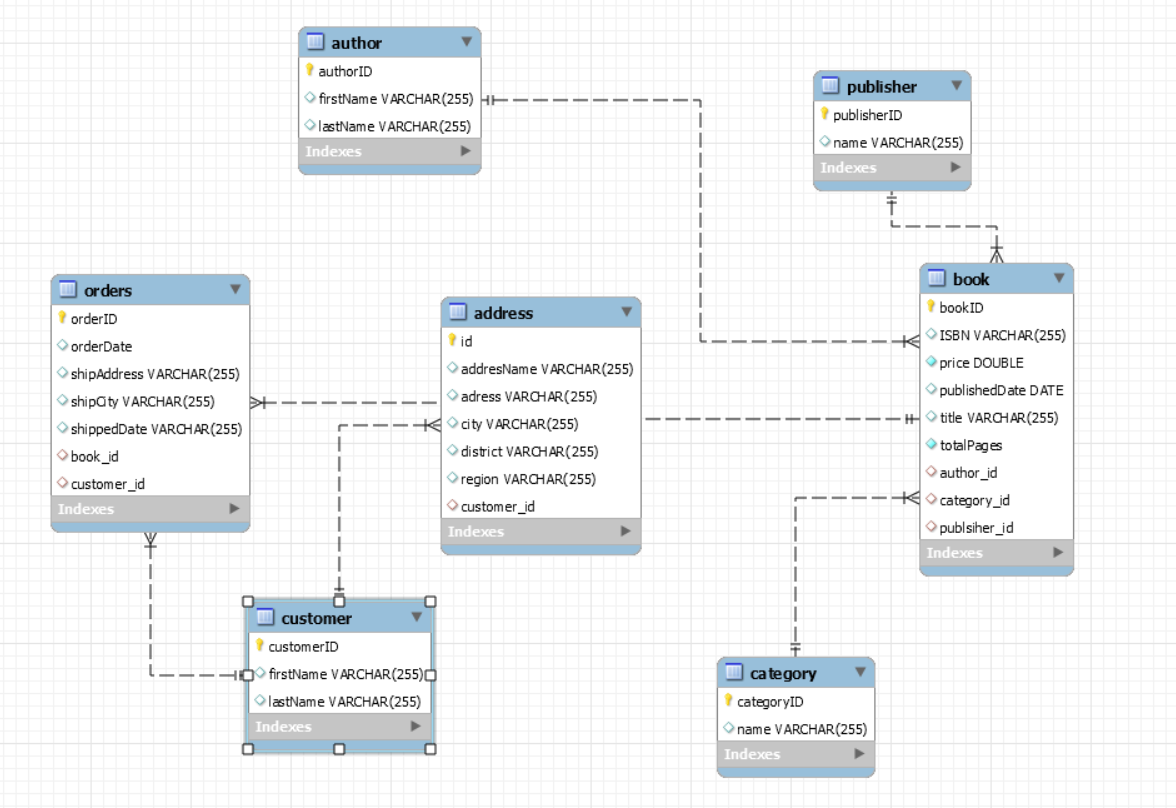 author
authorID
firstName VARCHAR(255)
lastName VARCHAR(255)
Indexes
publisher
publisherID
name VARCHAR(255)
Indexes
orders
orderID
orderDate
shipAddress VARCHAR(255)
shipCity VARCHAR(255)
shippedDate VARCHAR(255)
book_id
customer_id
Indexes
address
id
addresName VARCHAR(255)
adress VARCHAR(255)
city VARCHAR(255)
district VARCHAR(255)
region VARCHAR(255)
customer_id
Indexes
book
bookID
ISBN VARCHAR(255)
price DOUBLE
publishedDate DATE
title VARCHAR(255)
totalPages
author_id
category_id
publsiher_id
Indexes
customer
customerID
firstName VARCHAR(255)
lastName VARCHAR(255)
Indexes
category
categoryID
name VARCHAR(255)
Indexes